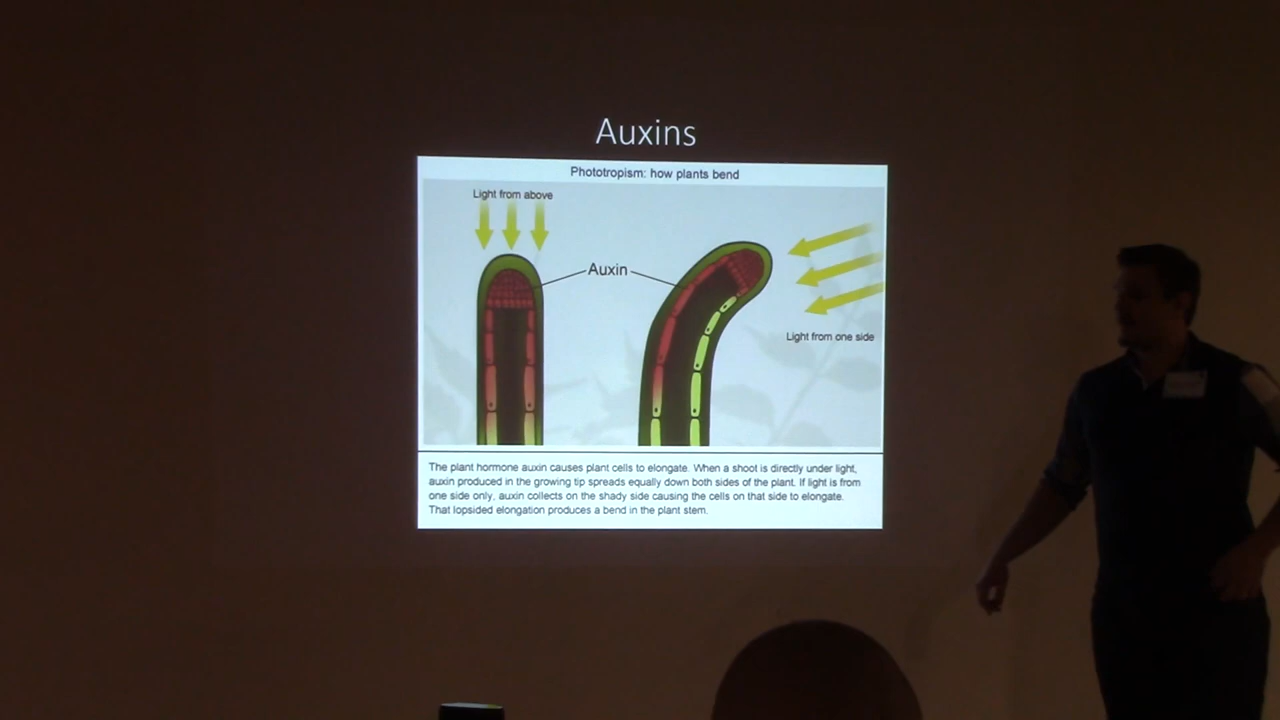 Auxins
Phototropism: how plants bend
Light from above
Auxin
Light from one side
The plant hormone auxin causes plant cells to elongate. When a shoot is directly under light,
auxin produced in the growing tip spreads equally down both sides of the plant. If light is from
one side only, auxin collects on the shady side causing the cells on that side to elongate.
That lopsided elongation produces a bend in the plant stem.